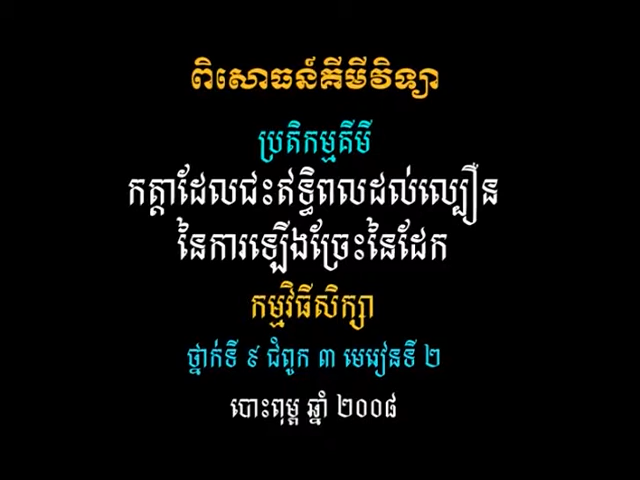 ពិសោធន៍គីមីវិទ្យា
ប្រតិកម្មគីមី
កត្តាដែលជះឥទ្ធិពលដល់ល្បឿន
នៃការឡើងច្រែះនៃដែក
កម្មវិធីសិក្សា
ថ្នាក់ទី ៩ ជំពូក ៣ មេរៀនទី ២
បោះពុម្ព ឆ្នាំ ២០០៨